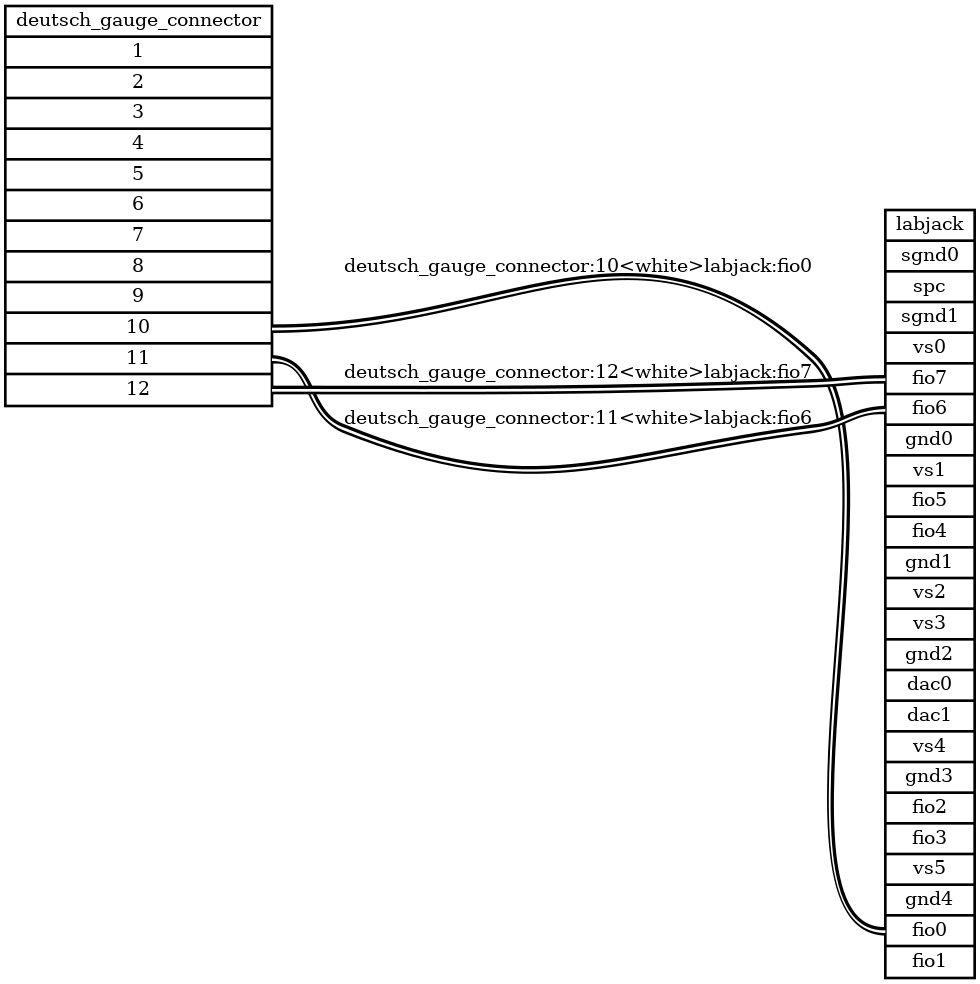 deutsch_gauge_connector
1
2
3
4
5
6
7
8
9
10
11
12
deutsch_gauge_connector:10<white>labjack:fio0
deutsch_gauge_connector:12<white>labjack:fio7
deutsch_gauge_connector:11<white>labjack:fio6
labjack
sgnd0
spc
sgnd1
vs0
fio7
fio6
gnd0
vs1
fio5
fio4
gnd1
vs2
vs3
gnd2
dac0
dac1
vs4
gnd3
fio2
fio3
vs5
gnd4
fio0
fio1